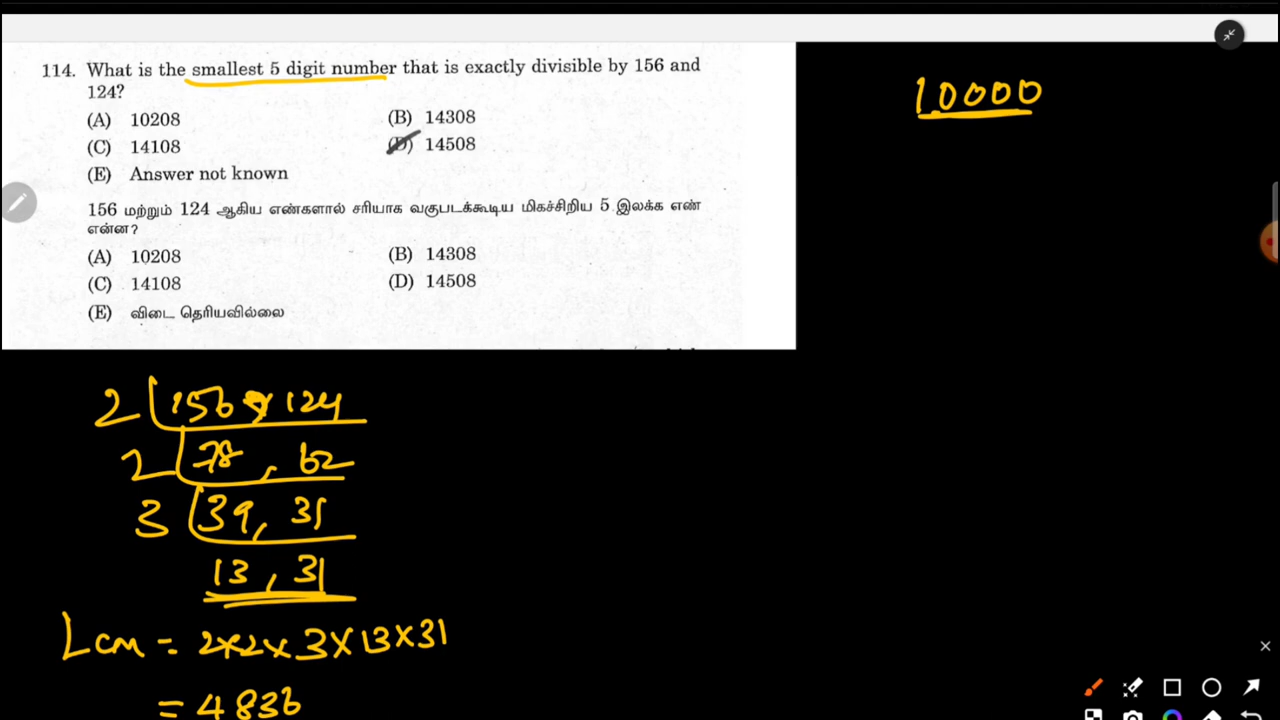 114. What is the smallest 5 digit number that is exactly divisible by 156 and
124?
(A) 10208 (B) 14308
(C) 14108 (D) 14508
(E) Answer not known
156 மற்றும் 124 ஆகிய எண்களால் சரியாக வகுபடக்கூடிய மிகச்சிறிய 5 இலக்க எண்
என்ன?
(A) 10208 (B) 14308
(C) 14108 (D) 14508
(E) விடை தெரியவில்லை
10000
2 156, 124
2 78, 62
3 39, 31
13, 31
Lcm = 2×2×3×13×31
= 4836